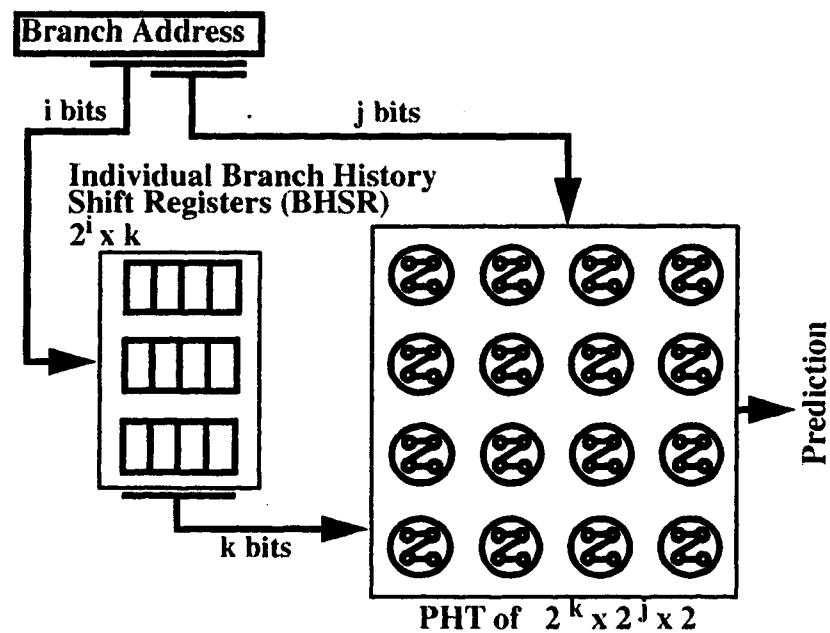 Branch Address
i bits
j bits
Individual Branch History
Shift Registers (BHSR)
2^i x k
k bits
Prediction
PHT of 2^k x 2^j x 2